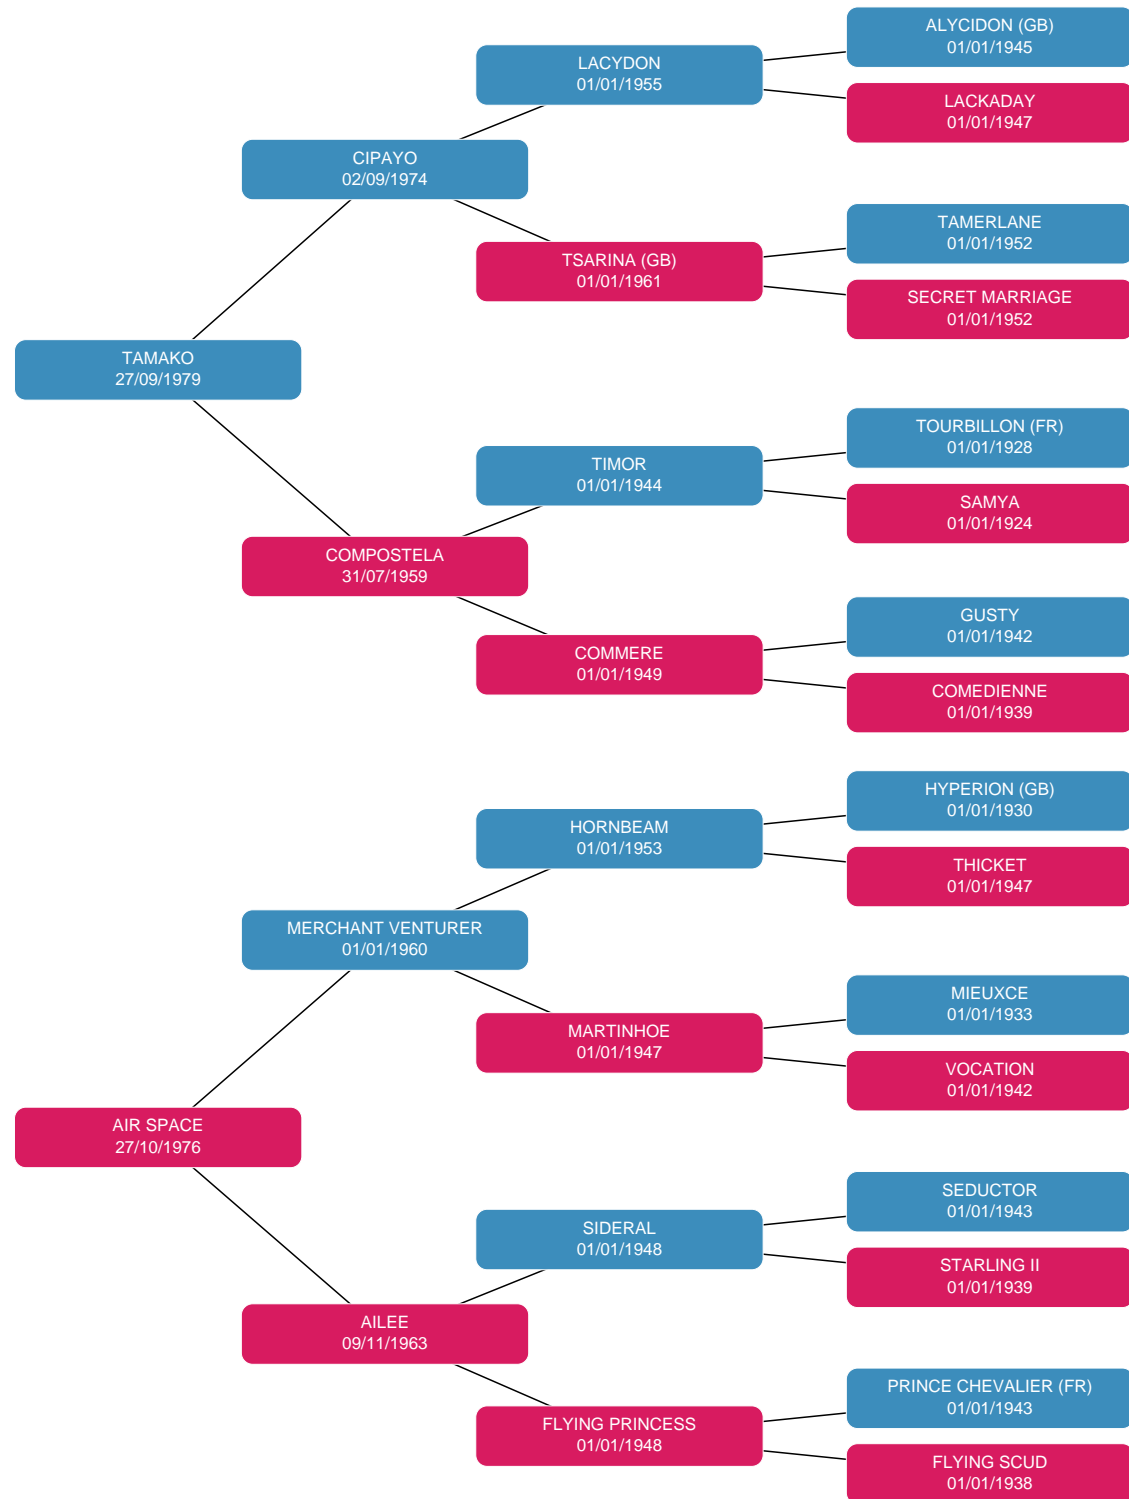 ALYCIDON (GB)
01/01/1945
LACYDON
01/01/1955
LACKADAY
01/01/1947
CIPAYO
02/09/1974
TAMERLANE
01/01/1952
TSARINA (GB)
01/01/1961
SECRET MARRIAGE
01/01/1952
TAMAKO
27/09/1979
TOURBILLON (FR)
01/01/1928
TIMOR
01/01/1944
SAMYA
01/01/1924
COMPOSTELA
31/07/1959
GUSTY
01/01/1942
COMMERE
01/01/1949
COMEDIENNE
01/01/1939
HYPERION (GB)
01/01/1930
HORNBEAM
01/01/1953
THICKET
01/01/1947
MERCHANT VENTURER
01/01/1960
MIEUXCE
01/01/1933
MARTINHOE
01/01/1947
VOCATION
01/01/1942
AIR SPACE
27/10/1976
SEDUCTOR
01/01/1943
SIDERAL
01/01/1948
STARLING II
01/01/1939
AILEE
09/11/1963
PRINCE CHEVALIER (FR)
01/01/1943
FLYING PRINCESS
01/01/1948
FLYING SCUD
01/01/1938